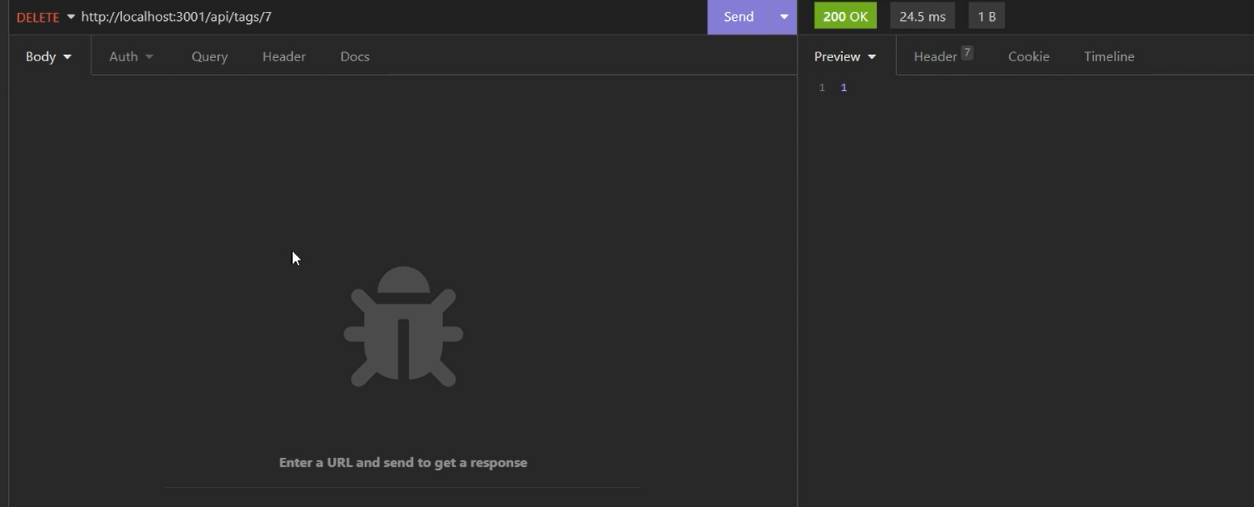 DELETE http://localhost:3001/api/tags/7 Send 200 OK 24.5 ms 1 B
Body Auth Query Header Docs Preview Header 7 Cookie Timeline
1 1
Enter a URL and send to get a response